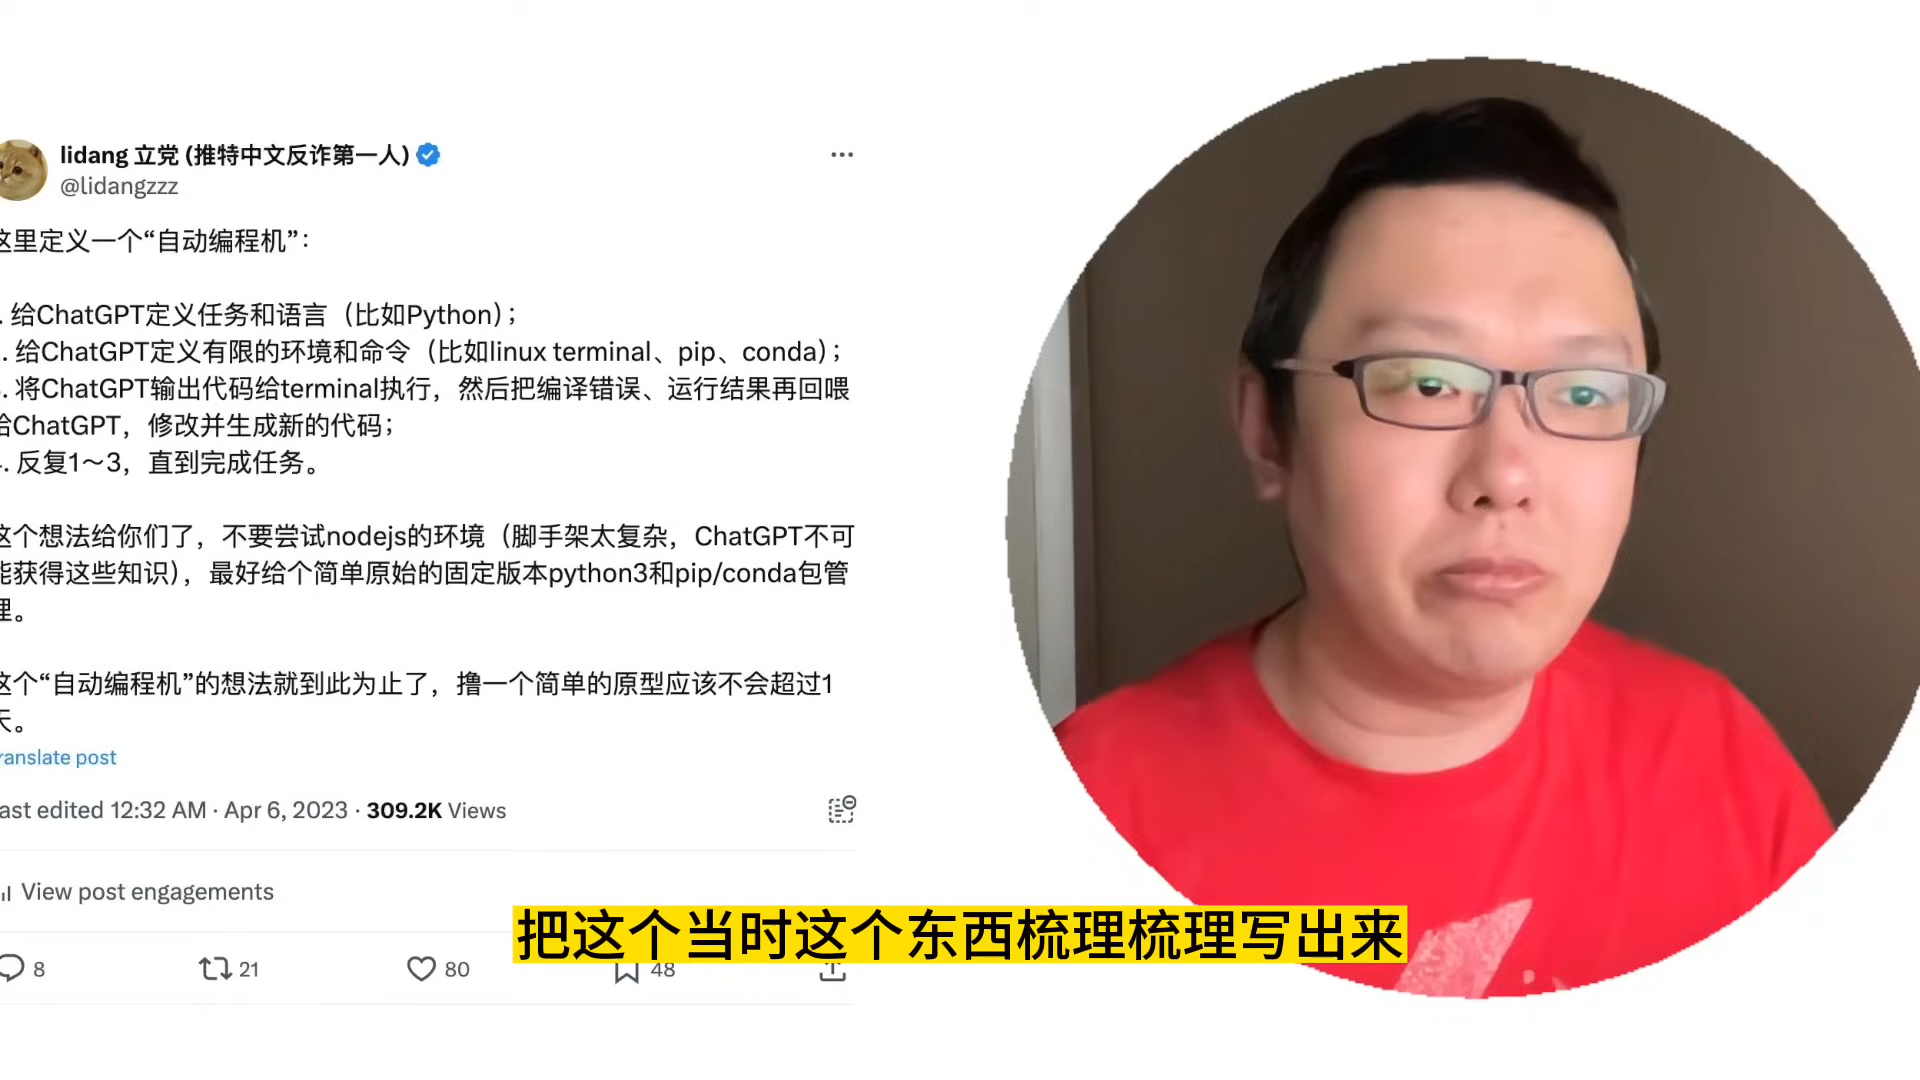 lidang 立党 (推特中文反诈第一人)
@lidangzzz
这里定义一个“自动编程机”：
. 给ChatGPT定义任务和语言（比如Python）；
. 给ChatGPT定义有限的环境和命令（比如linux terminal、pip、conda）；
. 将ChatGPT输出代码给terminal执行，然后把编译错误、运行结果再回喂
给ChatGPT，修改并生成新的代码；
. 反复1～3，直到完成任务。
这个想法给你们了，不要尝试nodejs的环境（脚手架太复杂，ChatGPT不可
能获得这些知识），最好给个简单原始的固定版本python3和pip/conda包管
理。
这个“自动编程机”的想法就到此为止了，撸一个简单的原型应该不会超过1
天。
ranslate post
ast edited 12:32 AM · Apr 6, 2023 · 309.2K Views
View post engagements
把这个当时这个东西梳理梳理写出来
8 21 80 48